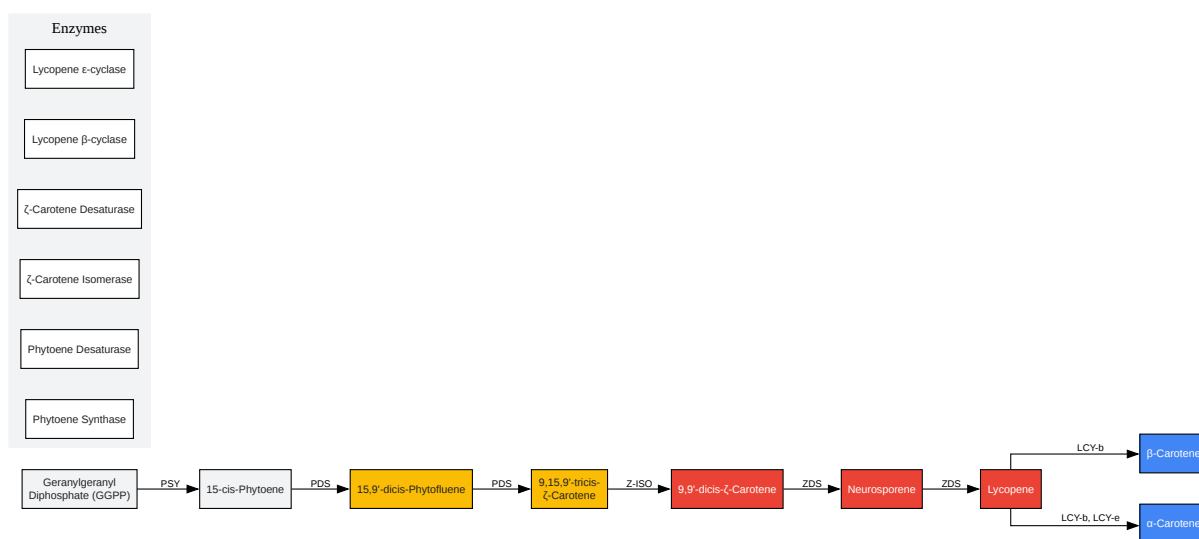 Enzymes
Lycopene ε-cyclase
Lycopene β-cyclase
ζ-Carotene Desaturase
ζ-Carotene Isomerase
Phytoene Desaturase
Phytoene Synthase
Geranylgeranyl
Diphosphate (GGPP)
PSY
15-cis-Phytoene
PDS
15,9'-dicis-Phytofluene
PDS
9,15,9'-tricis-
ζ-Carotene
Z-ISO
9,9'-dicis-ζ-Carotene
ZDS
Neurosporene
ZDS
Lycopene
LCY-b
β-Carotene
LCY-b, LCY-e
α-Carotene